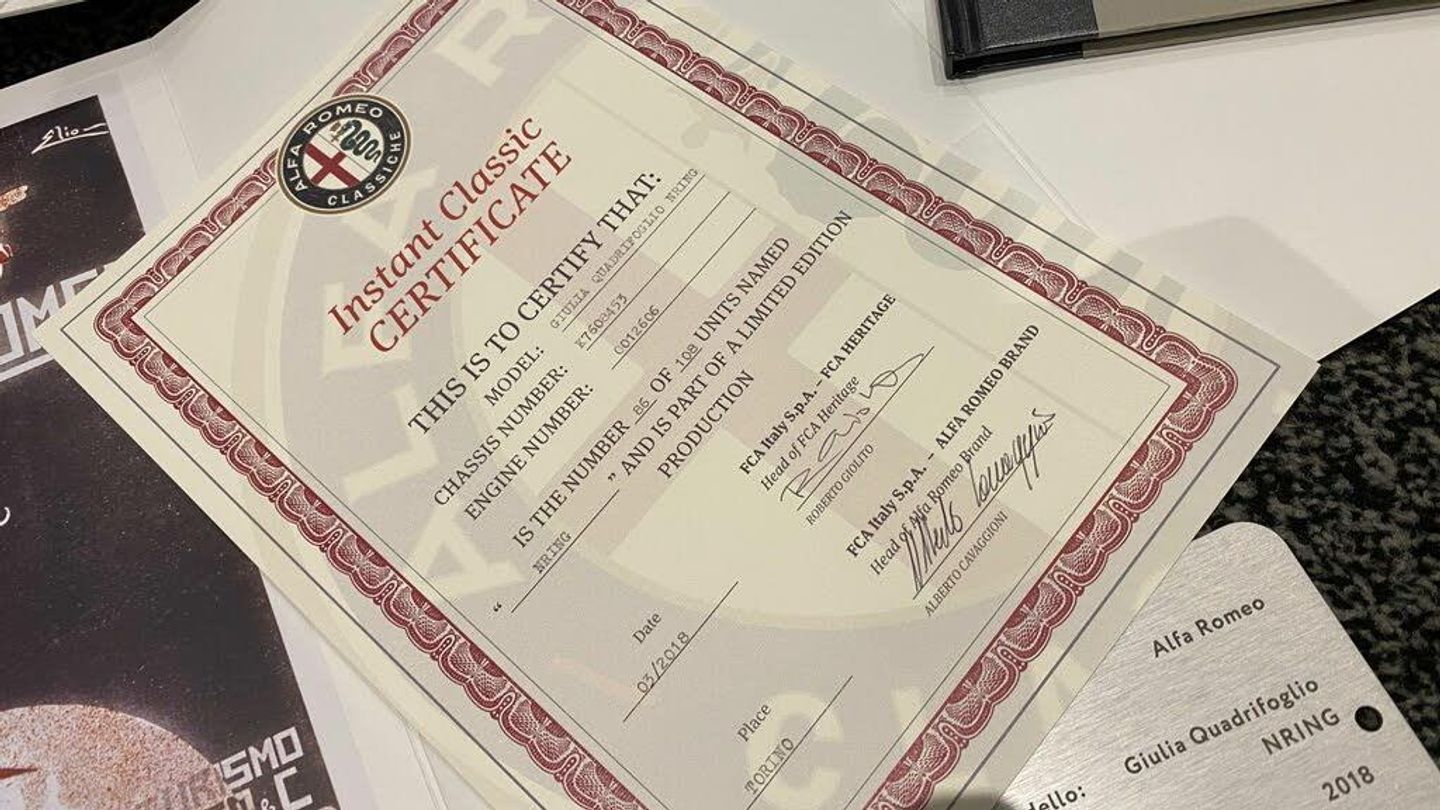 ALFA ROMEO
CLASSICHE
Instant Classic
CERTIFICATE
THIS IS TO CERTIFY THAT:
MODEL: GIULIA QUADRIFOGLIO NRING
CHASSIS NUMBER: K7608453
ENGINE NUMBER: C012606
IS THE NUMBER 86 OF 108 UNITS NAMED
“ NRING ” AND IS PART OF A LIMITED EDITION
PRODUCTION
FCA Italy S.p.A. – FCA HERITAGE
Head of FCA Heritage
ROBERTO GIOLITO
FCA Italy S.p.A. – ALFA ROMEO BRAND
Head of Alfa Romeo Brand
ALBERTO CAVAGGIONI
Date
03/2018
Place
TORINO
Elio
Alfa Romeo
Giulia Quadrifoglio
NRING
2018